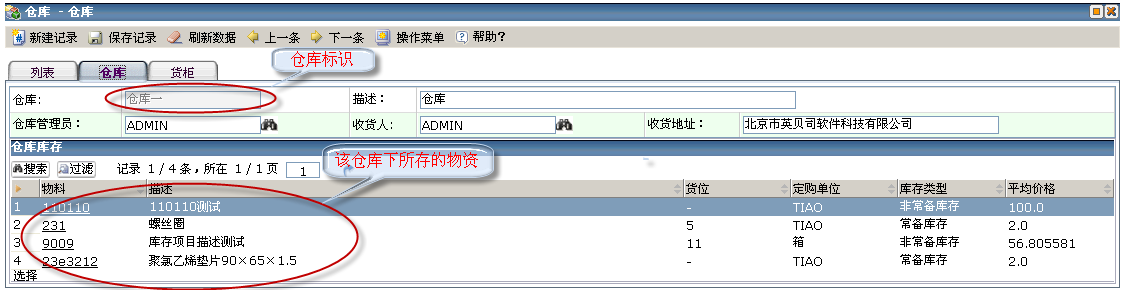 仓库 - 仓库
新建记录 保存记录 刷新数据 上一条 下一条 操作菜单 帮助?
仓库标识
列表 仓库 货柜
仓库: 仓库一 描述: 仓库
仓库管理员: ADMIN 收货人: ADMIN 收货地址: 北京市英贝司软件科技有限公司
仓库库存
该仓库下所存的物资
搜索 过滤 记录 1 / 4 条,所在 1 / 1 页 1
物料 描述 货位 定购单位 库存类型 平均价格
1 110110 110110测试 - TIAO 非常备库存 100.0
2 231 螺丝圈 5 TIAO 常备库存 2.0
3 9009 库存项目描述测试 11 箱 非常备库存 56.805581
4 23e3212 聚氯乙烯垫片90×65×1.5 - TIAO 常备库存 2.0
选择